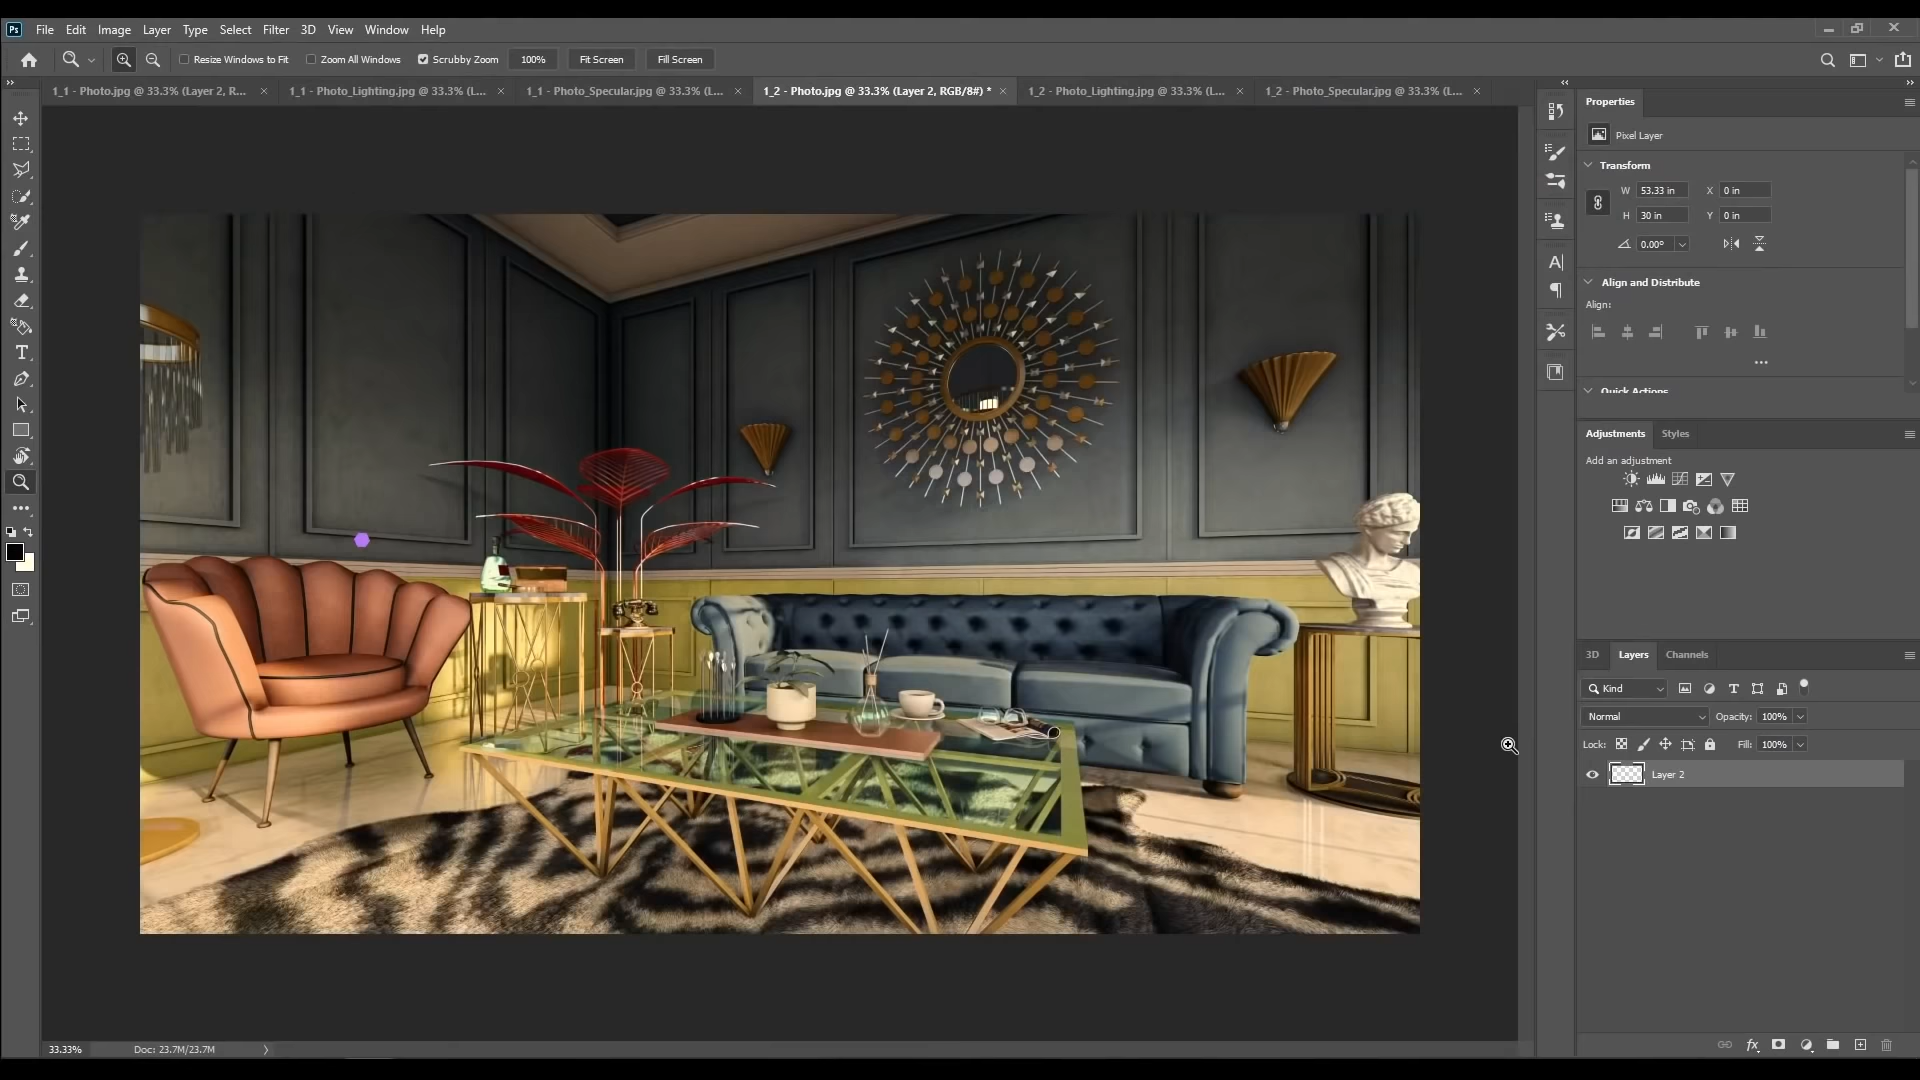 Ps File Edit Image Layer Type Select Filter 3D View Window Help
Resize Windows to Fit Zoom All Windows Scrubby Zoom 100% Fit Screen Fill Screen
1_1 - Photo.jpg @ 33.3% (Layer 2, R... × 1_1 - Photo_Lighting.jpg @ 33.3% (L... × 1_1 - Photo_Specular.jpg @ 33.3% (L... × 1_2 - Photo.jpg @ 33.3% (Layer 2, RGB/8#) * × 1_2 - Photo_Lighting.jpg @ 33.3% (L... × 1_2 - Photo_Specular.jpg @ 33.3% (L... ×
Properties
Pixel Layer
Transform
W 53.33 in X 0 in
H 30 in Y 0 in
0.00°
Align and Distribute
Align:
Quick Actions
Adjustments Styles
Add an adjustment
3D Layers Channels
Kind
Normal Opacity: 100%
Lock: Fill: 100%
Layer 2
33.33% Doc: 23.7M/23.7M